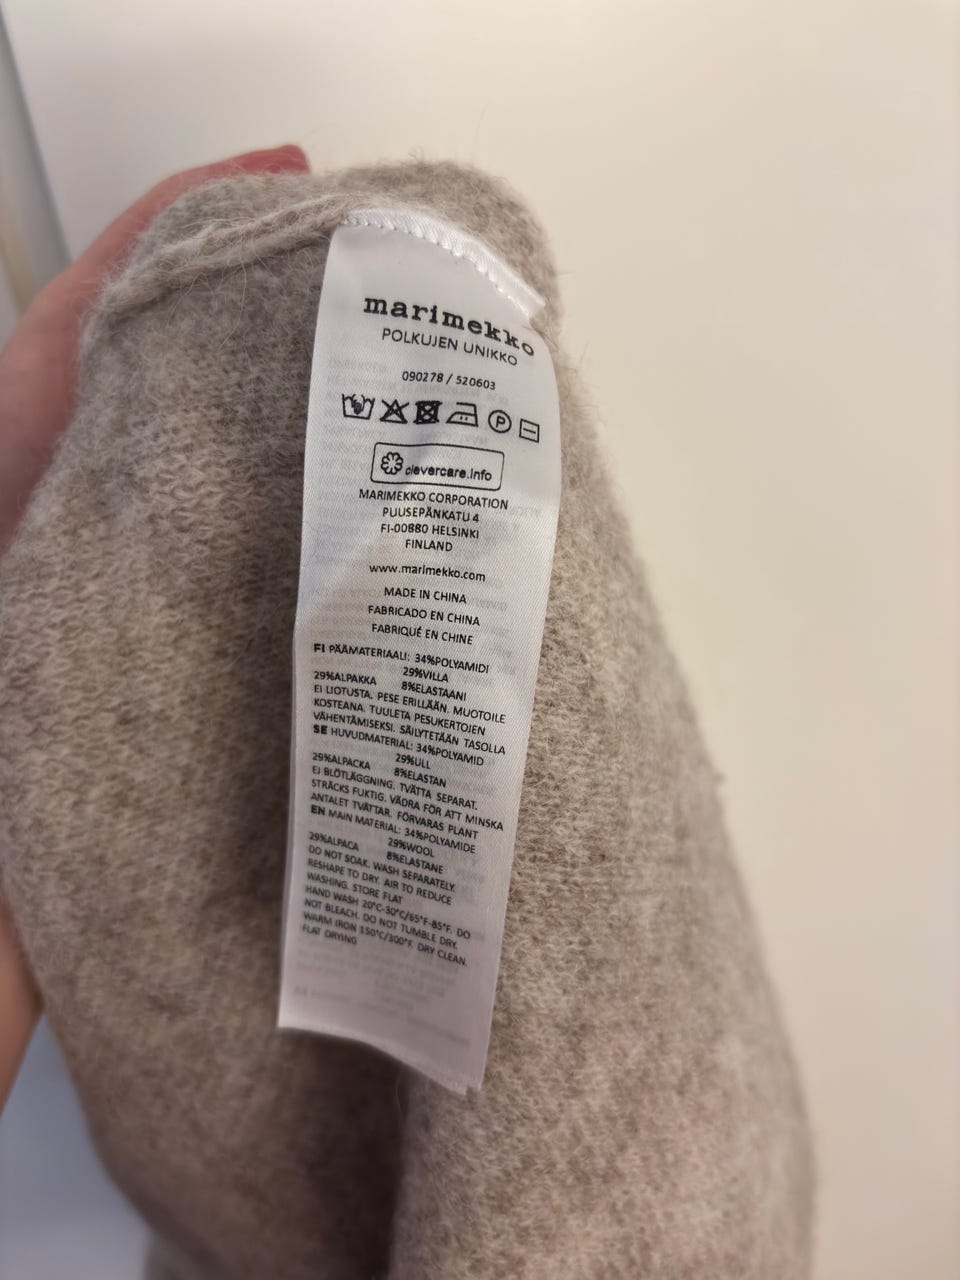 marimekko
POLKUJEN UNIKKO
090278 / 520603
P
clevercare.info
MARIMEKKO CORPORATION
PUUSEPÄNKATU 4
FI-00880 HELSINKI
FINLAND
www.marimekko.com
MADE IN CHINA
FABRICADO EN CHINA
FABRIQUÉ EN CHINE
FI PÄÄMATERIAALI: 34%POLYAMIDI
29%VILLA
29%ALPAKKA 8%ELASTAANI
EI LIOTUSTA. PESE ERILLÄÄN. MUOTOILE
KOSTEANA. TUULETA PESUKERTOJEN
VÄHENTÄMISEKSI. SÄILYTETÄÄN TASOLLA
SE HUVUDMATERIAL: 34%POLYAMID
29%ULL
29%ALPACKA 8%ELASTAN
EJ BLÖTLÄGGNING. TVÄTTA SEPARAT.
STRÄCKS FUKTIG. VÄDRA FÖR ATT MINSKA
ANTALET TVÄTTAR. FÖRVARAS PLANT
EN MAIN MATERIAL: 34%POLYAMIDE
29%WOOL
29%ALPACA 8%ELASTANE
DO NOT SOAK. WASH SEPARATELY.
RESHAPE TO DRY. AIR TO REDUCE
WASHING. STORE FLAT
HAND WASH 20°C-30°C/65°F-85°F. DO
NOT BLEACH. DO NOT TUMBLE DRY.
WARM IRON 150°C/300°F. DRY CLEAN.
FLAT DRYING